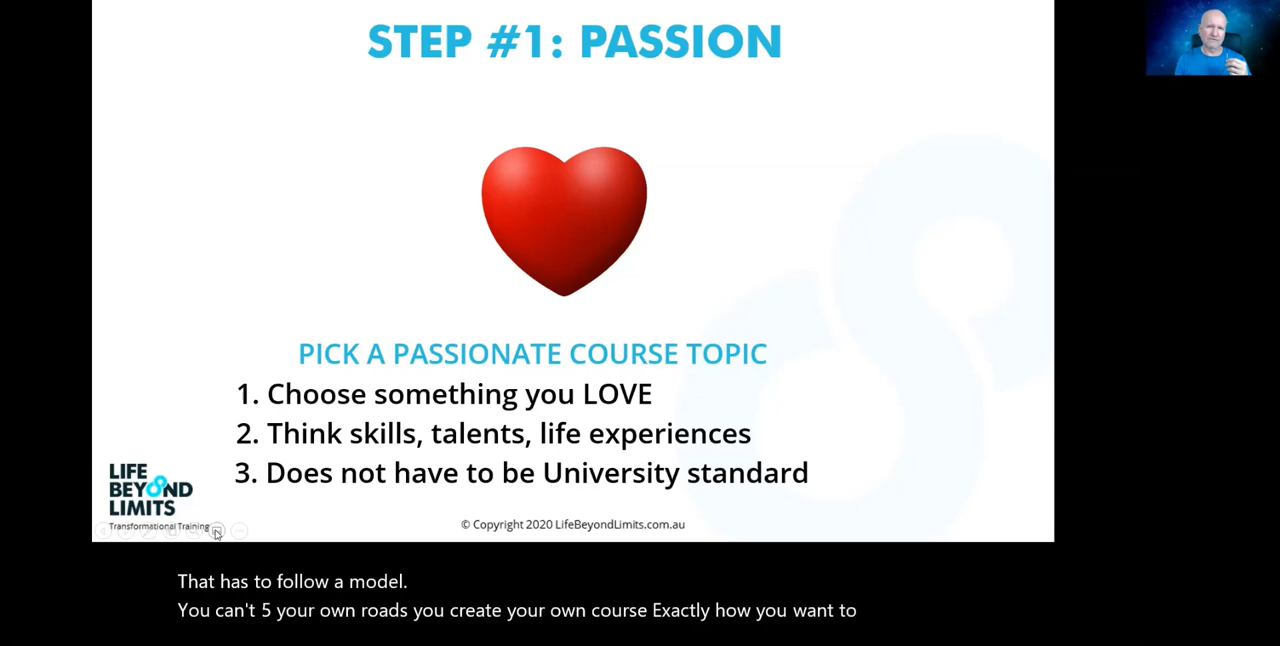 STEP #1: PASSION
PICK A PASSIONATE COURSE TOPIC
1. Choose something you LOVE
2. Think skills, talents, life experiences
3. Does not have to be University standard
LIFE
BEYOND
LIMITS
Transformational Training
© Copyright 2020 LifeBeyondLimits.com.au
That has to follow a model.
You can't 5 your own roads you create your own course Exactly how you want to